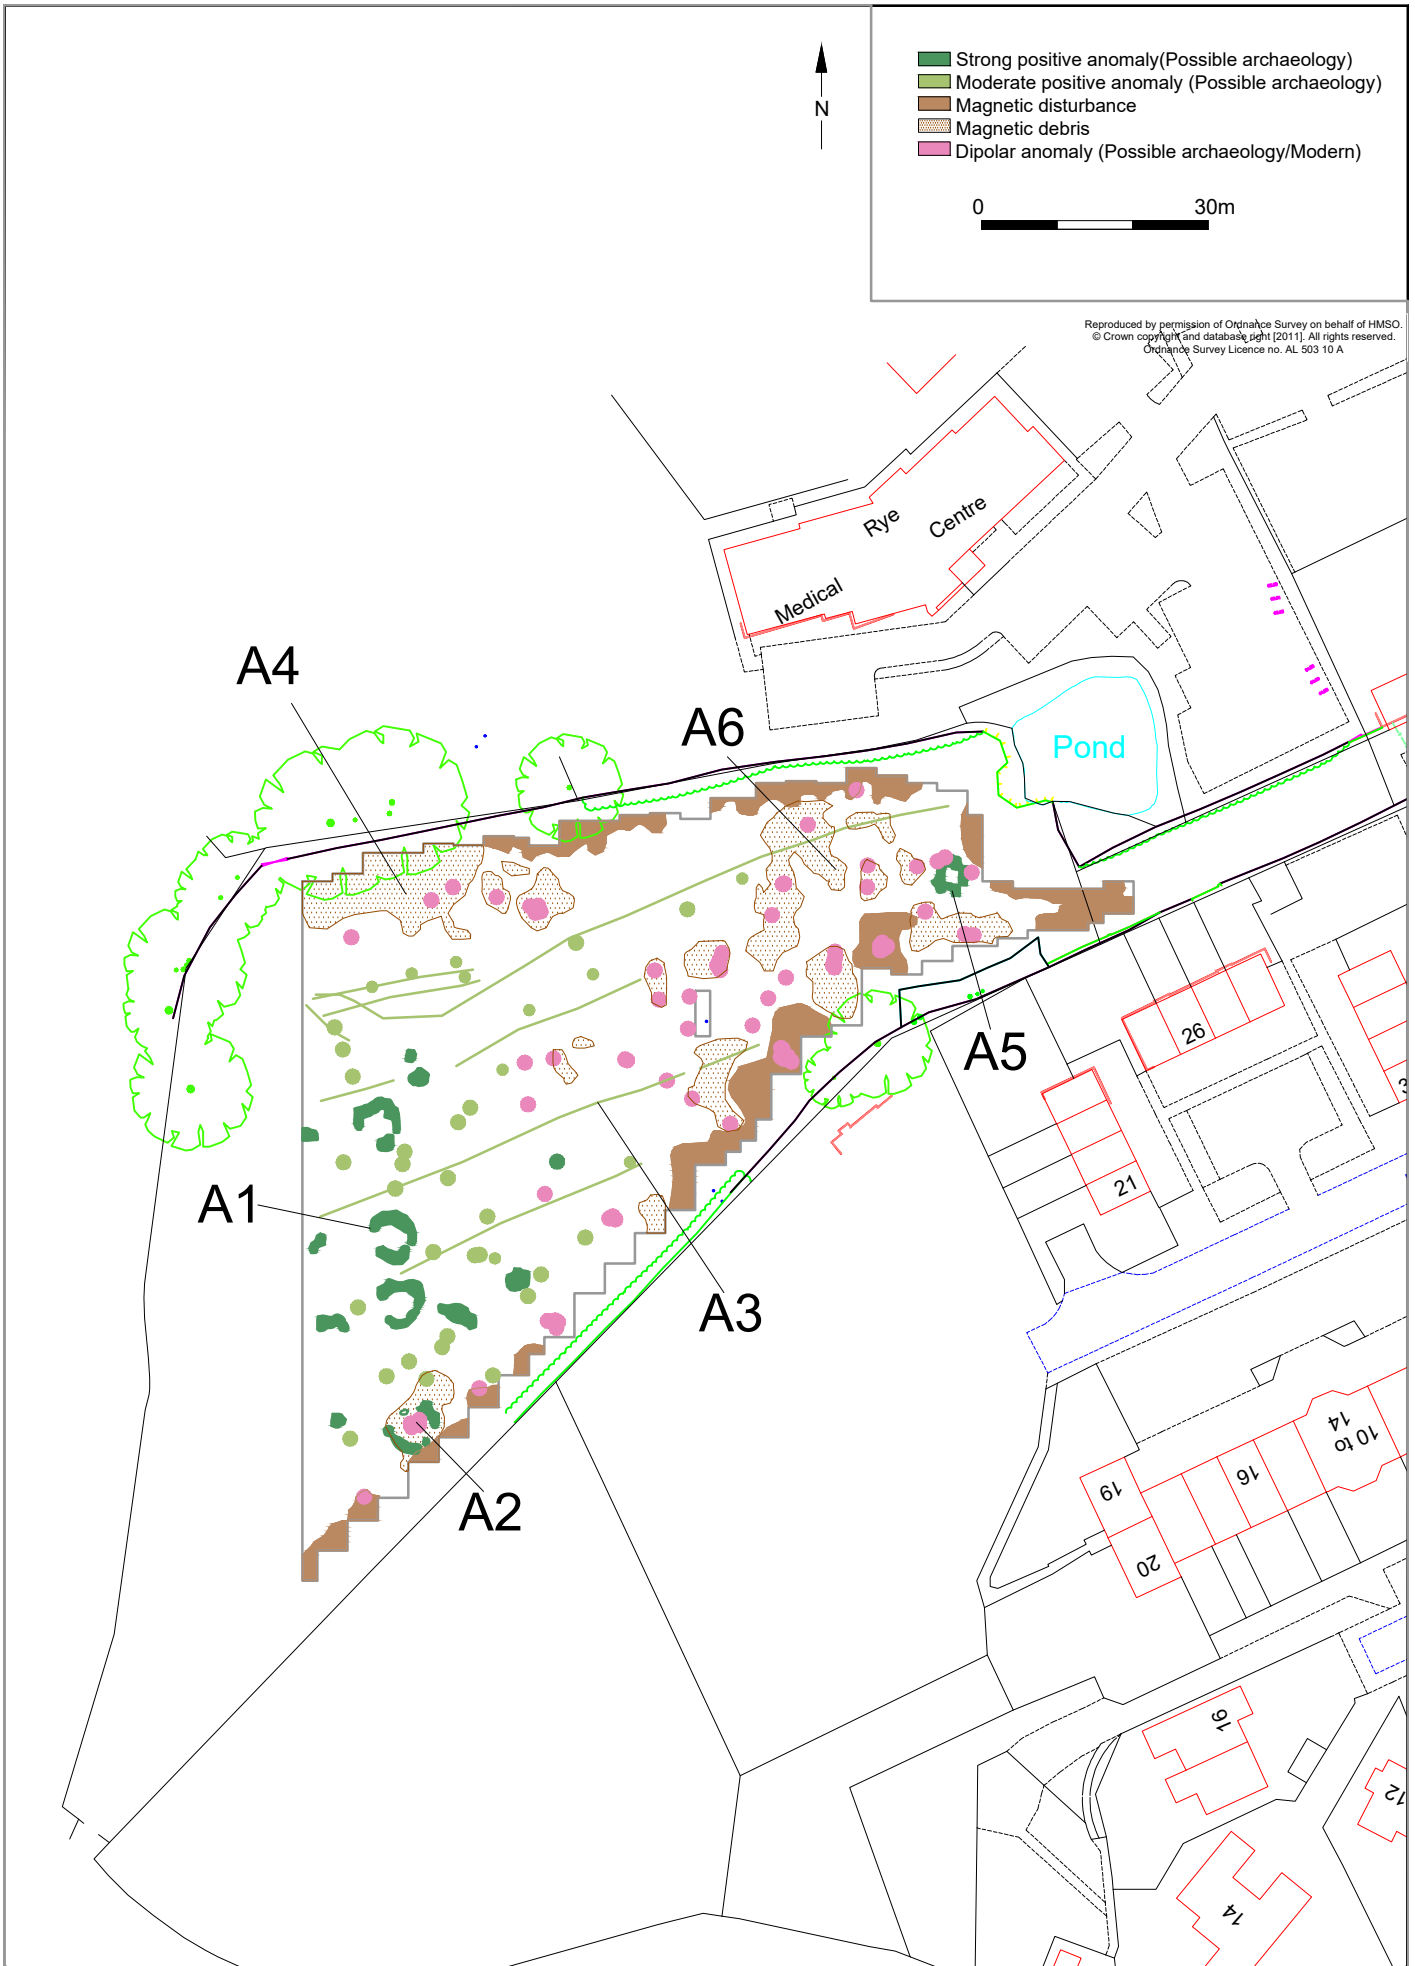 Strong positive anomaly(Possible archaeology)
Moderate positive anomaly (Possible archaeology)
Magnetic disturbance
Magnetic debris
Dipolar anomaly (Possible archaeology/Modern)
N
0 30m
Reproduced by permission of Ordnance Survey on behalf of HMSO.
© Crown copyright and database right [2011]. All rights reserved.
Ordnance Survey Licence no. AL 503 10 A
Rye
Centre
Medical
A4
A6
Pond
A5
26
21
A1
A3
A2
10 to
14
16
19
20
16
12
14